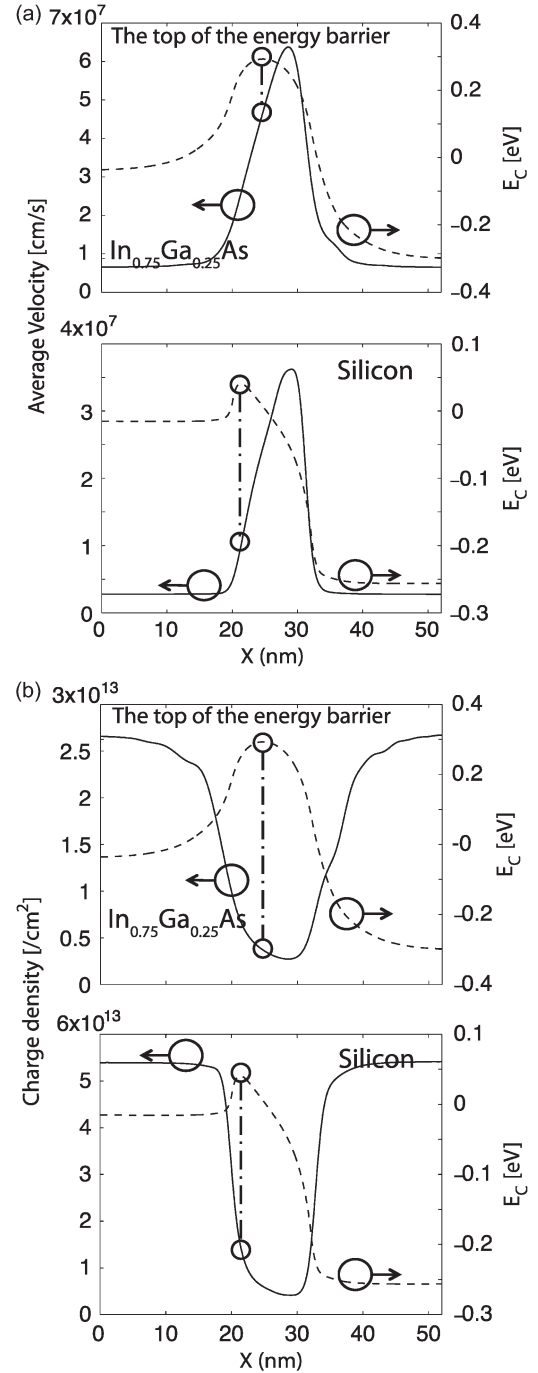 (a)
7x10⁷
The top of the energy barrier
0.4
6
0.3
5
0.2
4
3
0
2
–0.2
1
In₀.₇₅Ga₀.₂₅As
0
–0.4
Average Velocity [cm/s]
E_C [eV]
4x10⁷
0.1
Silicon
3
0
2
–0.1
1
–0.2
0
–0.3
E_C [eV]
0 10 20 30 40 50
X (nm)
(b)
3x10¹³
The top of the energy barrier
0.4
2.5
0.3
2
1.5
-0
1
–0.2
In₀.₇₅Ga₀.₂₅As
0.5
0
–0.4
Charge density [/cm²]
E_C [eV]
6x10¹³
0.1
Silicon
5
4
0
3
–0.1
2
–0.2
1
0
–0.3
E_C [eV]
0 10 20 30 40 50
X (nm)